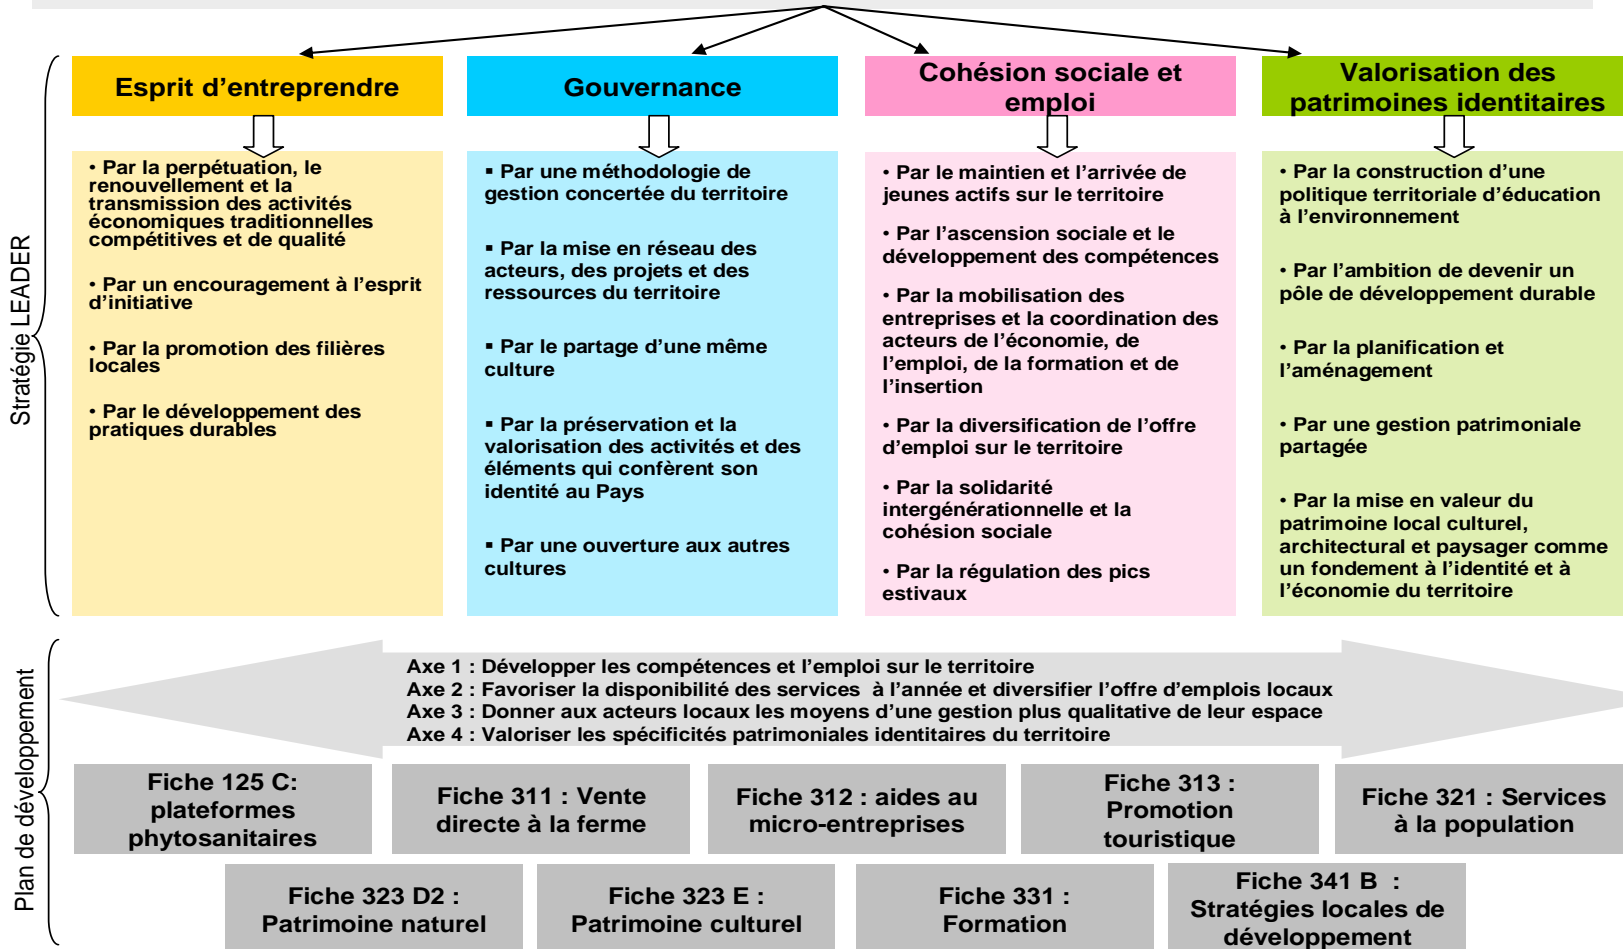 Stratégie LEADER
Esprit d'entreprendre
• Par la perpétuation, le
renouvellement et la
transmission des activités
économiques traditionnelles
compétitives et de qualité
• Par un encouragement à l'esprit
d'initiative
• Par la promotion des filières
locales
• Par le développement des
pratiques durables
Gouvernance
▪ Par une méthodologie de
gestion concertée du territoire
▪ Par la mise en réseau des
acteurs, des projets et des
ressources du territoire
▪ Par le partage d'une même
culture
▪ Par la préservation et la
valorisation des activités et des
éléments qui confèrent son
identité au Pays
▪ Par une ouverture aux autres
cultures
Cohésion sociale et
emploi
• Par le maintien et l'arrivée de
jeunes actifs sur le territoire
• Par l'ascension sociale et le
développement des compétences
• Par la mobilisation des
entreprises et la coordination des
acteurs de l'économie, de
l'emploi, de la formation et de
l'insertion
• Par la diversification de l'offre
d'emploi sur le territoire
• Par la solidarité
intergénérationnelle et la
cohésion sociale
• Par la régulation des pics
estivaux
Valorisation des
patrimoines identitaires
• Par la construction d'une
politique territoriale d'éducation
à l'environnement
• Par l'ambition de devenir un
pôle de développement durable
• Par la planification et
l'aménagement
• Par une gestion patrimoniale
partagée
• Par la mise en valeur du
patrimoine local culturel,
architectural et paysager comme
un fondement à l'identité et à
l'économie du territoire
Plan de développement
Axe 1 : Développer les compétences et l'emploi sur le territoire
Axe 2 : Favoriser la disponibilité des services  à l'année et diversifier l'offre d'emplois locaux
Axe 3 : Donner aux acteurs locaux les moyens d'une gestion plus qualitative de leur espace
Axe 4 : Valoriser les spécificités patrimoniales identitaires du territoire
Fiche 125 C:
plateformes
phytosanitaires
Fiche 311 : Vente
directe à la ferme
Fiche 312 : aides au
micro-entreprises
Fiche 313 :
Promotion
touristique
Fiche 321 : Services
à la population
Fiche 323 D2 :
Patrimoine naturel
Fiche 323 E :
Patrimoine culturel
Fiche 331 :
Formation
Fiche 341 B  :
Stratégies locales de
développement